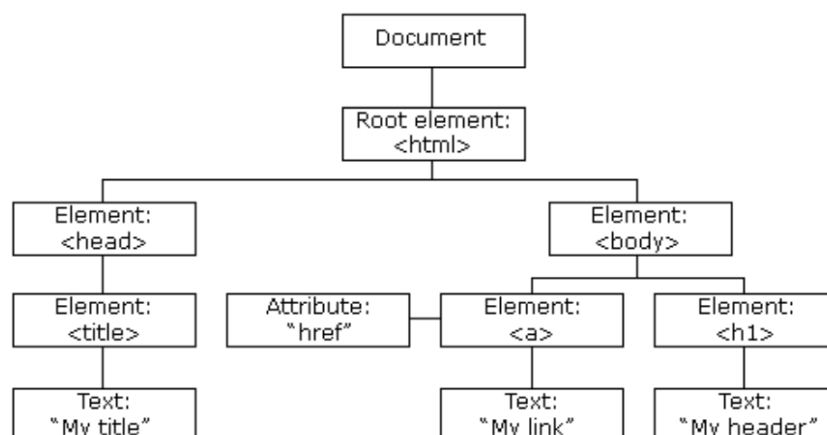 Document
Root element:
<html>
Element:
<head>
Element:
<body>
Element:
<title>
Attribute:
“href”
Element:
<a>
Element:
<h1>
Text:
“My title”
Text:
“My link”
Text:
“My header”